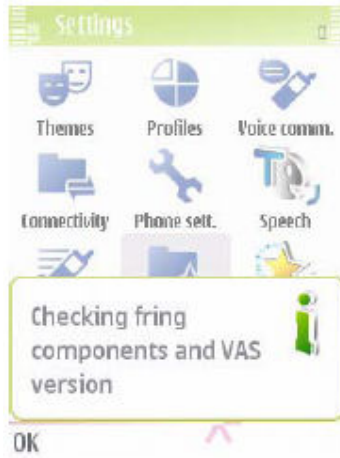 Settings
Themes Profiles Voice comm.
Connectivity Phone sett. Speech
Checking fring
components and VAS
version
OK